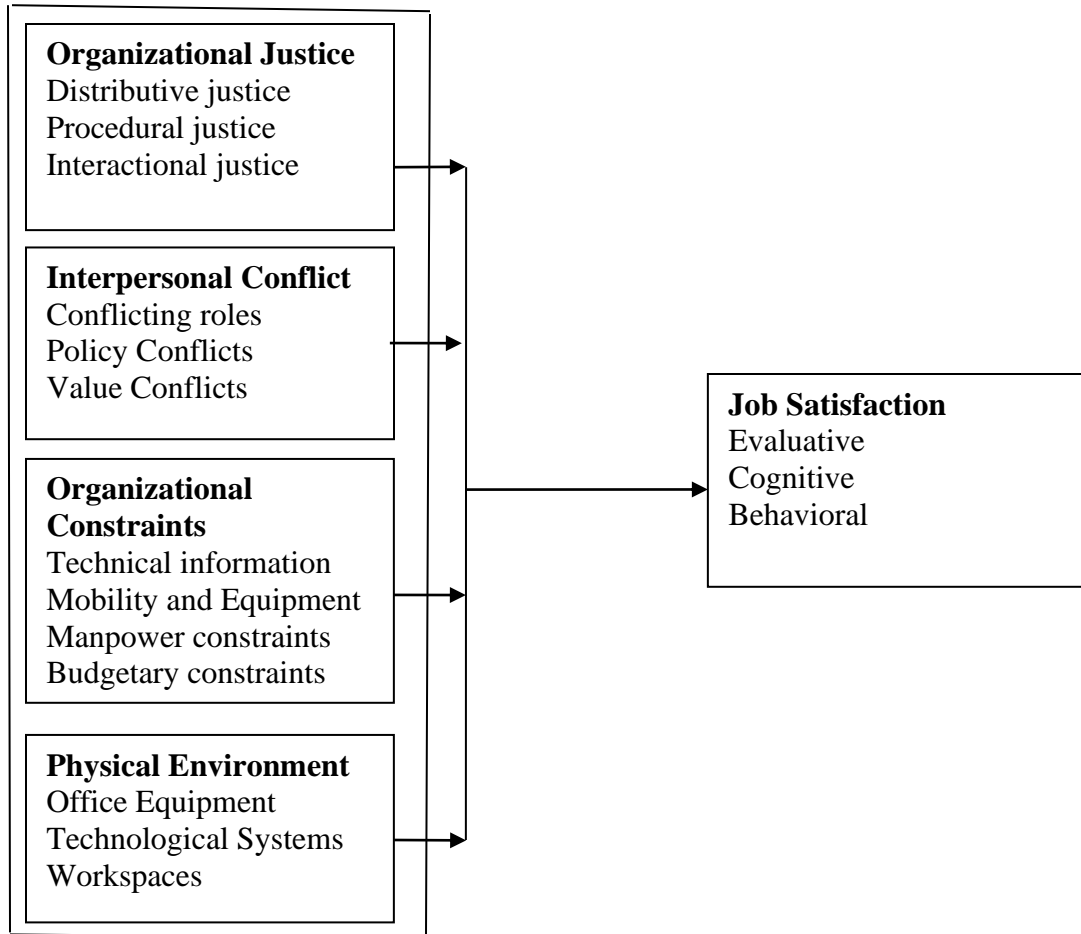 Organizational Justice
Distributive justice
Procedural justice
Interactional justice
Interpersonal Conflict
Conflicting roles
Policy Conflicts
Value Conflicts
Organizational
Constraints
Technical information
Mobility and Equipment
Manpower constraints
Budgetary constraints
Physical Environment
Office Equipment
Technological Systems
Workspaces
Job Satisfaction
Evaluative
Cognitive
Behavioral